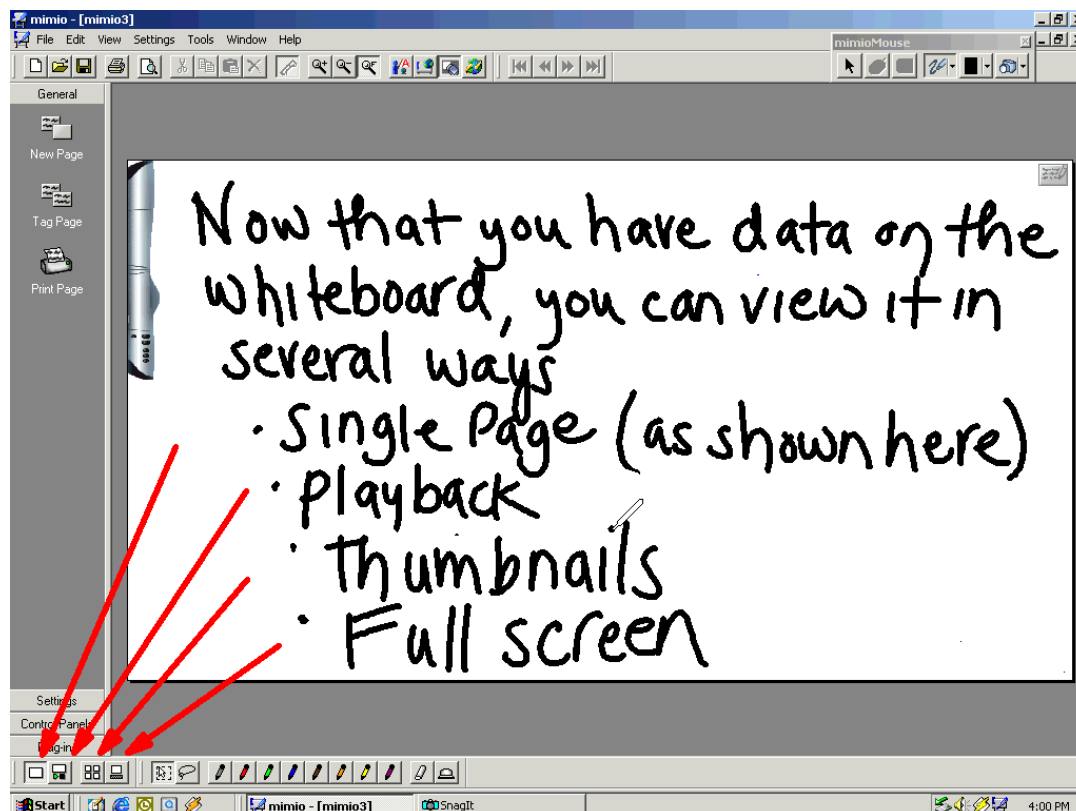 mimio - [mimio3]
File Edit View Settings Tools Window Help
mimioMouse
General
New Page
Tag Page
Print Page
Now that you have data on the
whiteboard, you can view it in
several ways
· Single Page (as shown here)
· Playback
· Thumbnails
· Full screen
Settings
Control Panels
Start
mimio - [mimio3]
SnagIt
4:00 PM